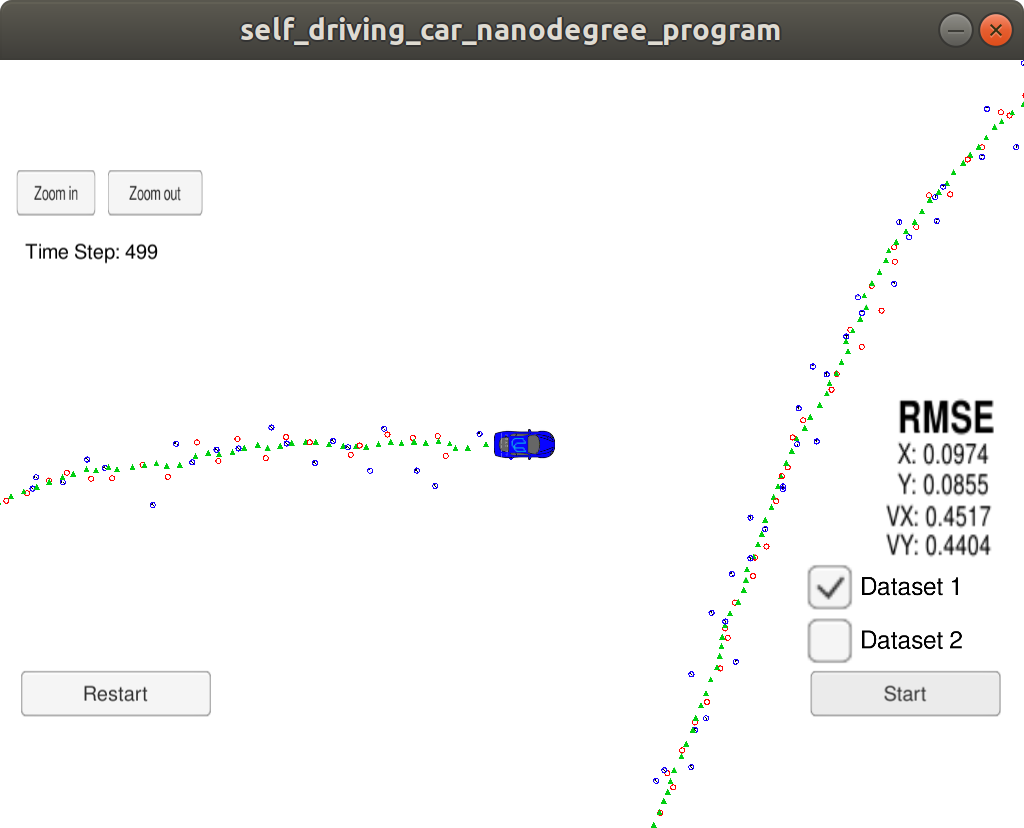 self_driving_car_nanodegree_program
Zoom in
Zoom out
Time Step: 499
RMSE
X: 0.0974
Y: 0.0855
VX: 0.4517
VY: 0.4404
Dataset 1
Dataset 2
Restart
Start